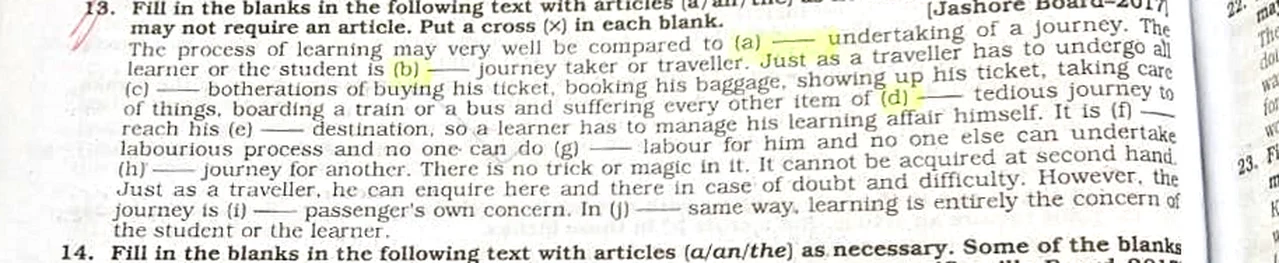 13. Fill in the blanks in the following text with articles (a/an/the)
may not require an article. Put a cross (×) in each blank. [Jashore Board–2017]
The process of learning may very well be compared to (a) — undertaking of a journey. The
learner or the student is (b) — journey taker or traveller. Just as a traveller has to undergo all
(c) — botherations of buying his ticket, booking his baggage, showing up his ticket, taking care
of things, boarding a train or a bus and suffering every other item of (d) — tedious journey to
reach his (e) — destination, so a learner has to manage his learning affair himself. It is (f) —
labourious process and no one can do (g) — labour for him and no one else can undertake
(h) — journey for another. There is no trick or magic in it. It cannot be acquired at second hand.
Just as a traveller, he can enquire here and there in case of doubt and difficulty. However, the
journey is (i) — passenger's own concern. In (j) — same way, learning is entirely the concern of
the student or the learner.
14. Fill in the blanks in the following text with articles (a/an/the) as necessary. Some of the blanks
22.
23.